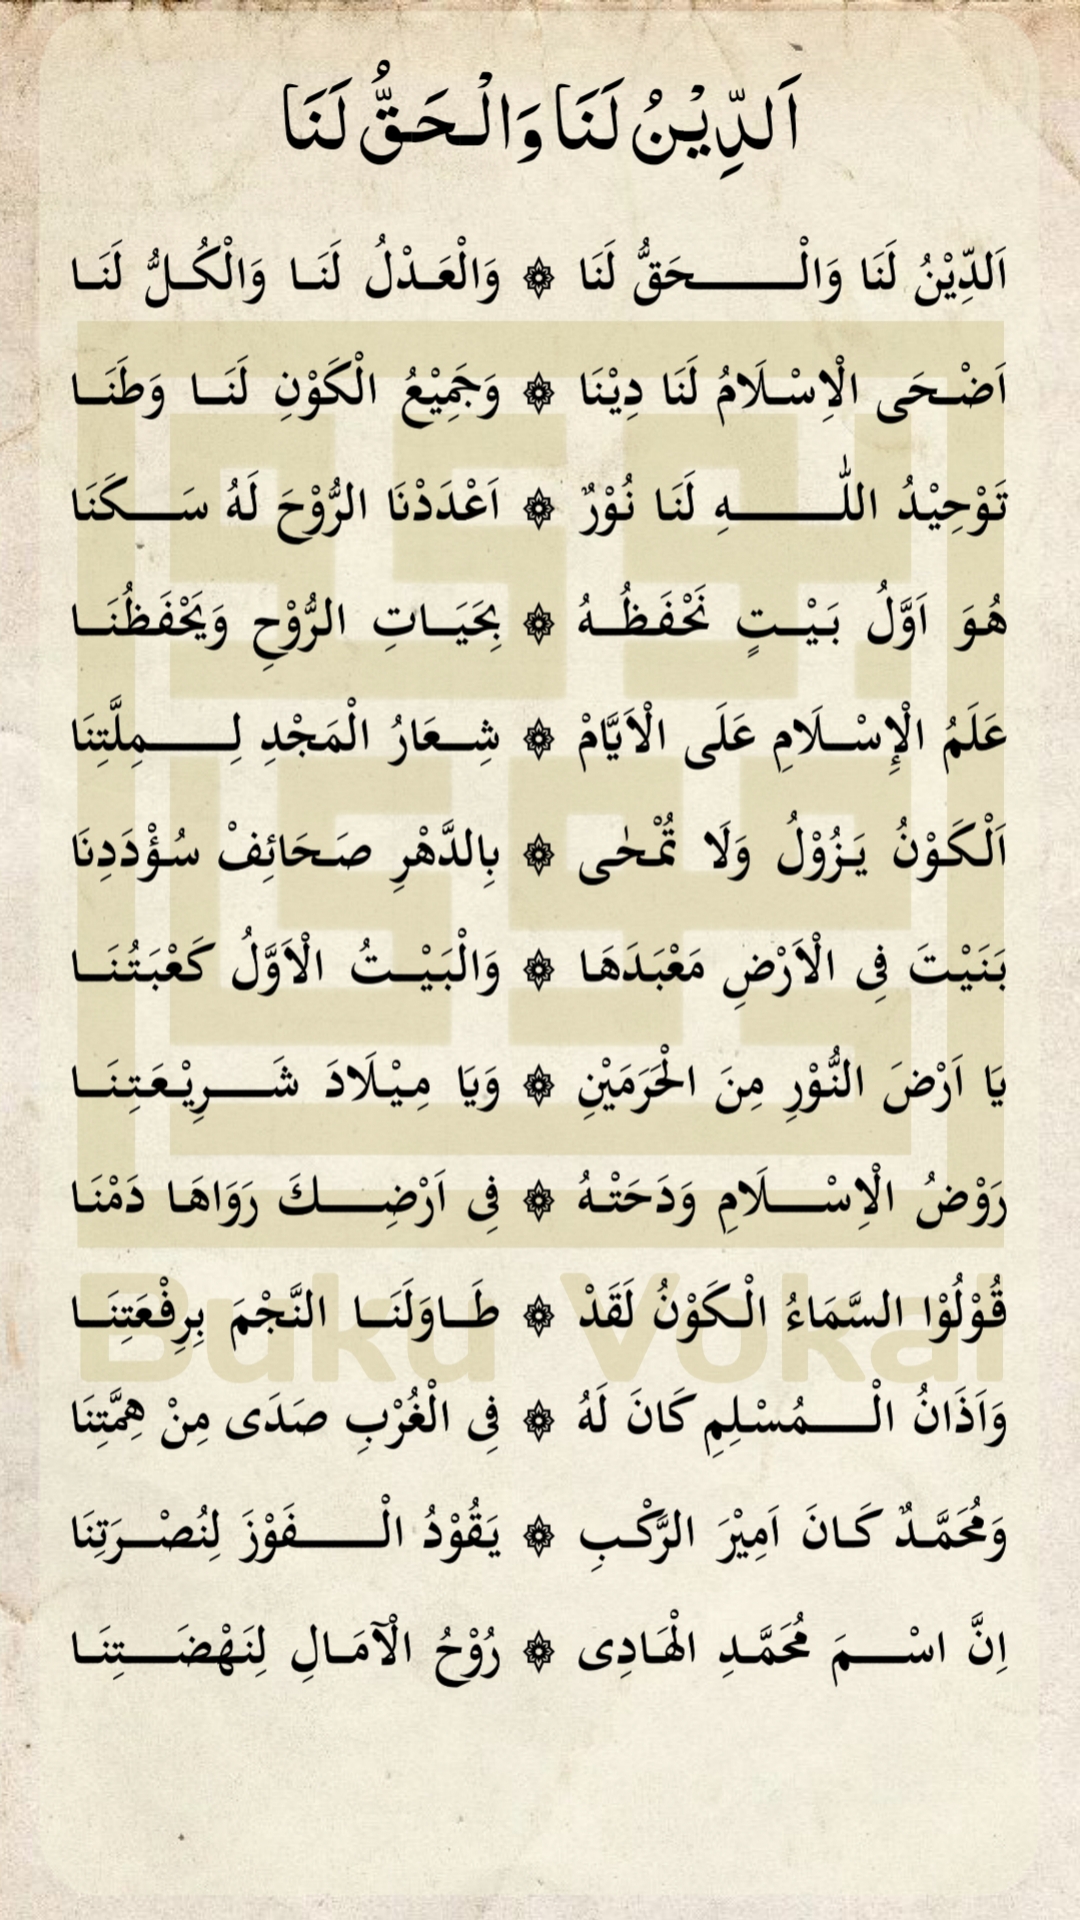 اَلدِّيْنُ لَنَا وَالْحَقُّ لَنَا
اَلدِّيْنُ لَنَا وَالْحَقُّ لَنَا ۞ وَالْعَدْلُ لَنَا وَالْكُلُّ لَنَا
اَضْحَى الْاِسْلَامُ لَنَا دِيْنَا ۞ وَجَمِيْعُ الْكَوْنِ لَنَا وَطَنَا
تَوْحِيْدُ اللّٰهِ لَنَا نُوْرٌ ۞ اَعْدَدْنَا الرُّوْحَ لَهُ سَكَنَا
هُوَ اَوَّلُ بَيْتٍ نَحْفَظُهُ ۞ بِحَيَاتِ الرُّوْحِ وَيَحْفَظُنَا
عَلَمُ الْإِسْلَامِ عَلَى الْاَيَّامْ ۞ شِعَارُ الْمَجْدِ لِمِلَّتِنَا
اَلْكَوْنُ يَزُوْلُ وَلَا تُمْحٰى ۞ بِالدَّهْرِ صَحَائِفْ سُؤْدَدِنَا
بَنَيْتَ فِى الْاَرْضِ مَعْبَدَهَا ۞ وَالْبَيْتُ الْاَوَّلُ كَعْبَتُنَا
يَا اَرْضَ النُّوْرِ مِنَ الْحَرَمَيْنِ ۞ وَيَا مِيْلَادَ شَرِيْعَتِنَا
رَوْضُ الْاِسْلَامِ وَدَحَتْهُ ۞ فِى اَرْضِكَ رَوَاهَا دَمْنَا
قُوْلُوْا السَّمَاءُ الْكَوْنُ لَقَدْ ۞ طَاوَلَنَا النَّجْمَ بِرِفْعَتِنَا
وَاَذَانُ الْمُسْلِمِ كَانَ لَهُ ۞ فِى الْغُرْبِ صَدَى مِنْ هِمَّتِنَا
وَمُحَمَّدٌ كَانَ اَمِيْرَ الرَّكْبِ ۞ يَقُوْدُ الْفَوْزَ لِنُصْرَتِنَا
اِنَّ اسْمَ مُحَمَّدِ الْهَادِى ۞ رُوْحُ الْآمَالِ لِنَهْضَتِنَا
Buku Vokal